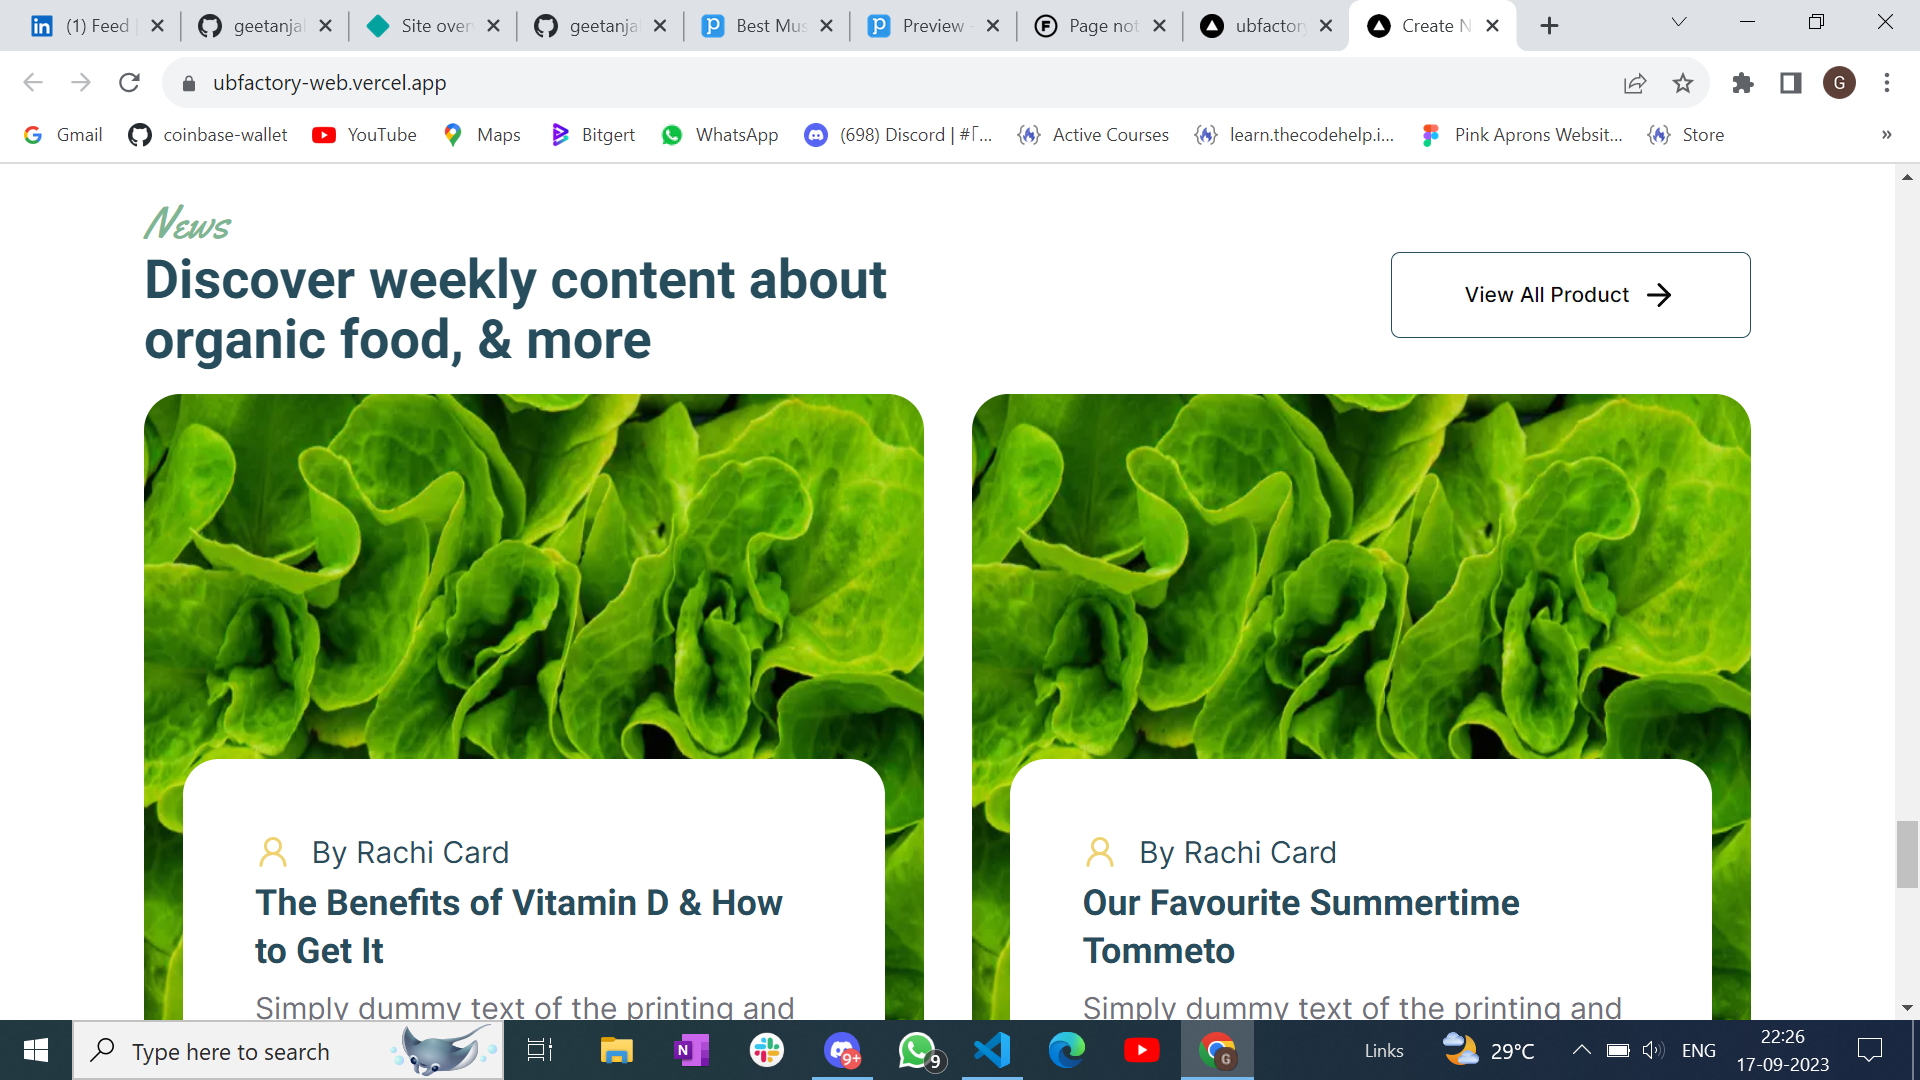 (1) Feed
geetanja
Site over
geetanja
Best Mus
Preview -
Page not
ubfactory
Create N
ubfactory-web.vercel.app
G
Gmail
coinbase-wallet
YouTube
Maps
Bitgert
WhatsApp
(698) Discord | #Γ...
Active Courses
learn.thecodehelp.i...
Pink Aprons Websit...
Store
»
News
Discover weekly content about
organic food, & more
View All Product
By Rachi Card
The Benefits of Vitamin D & How
to Get It
Simply dummy text of the printing and
By Rachi Card
Our Favourite Summertime
Tommeto
Simply dummy text of the printing and
Type here to search
9+
9
G
Links
29°C
ENG
22:26
17-09-2023